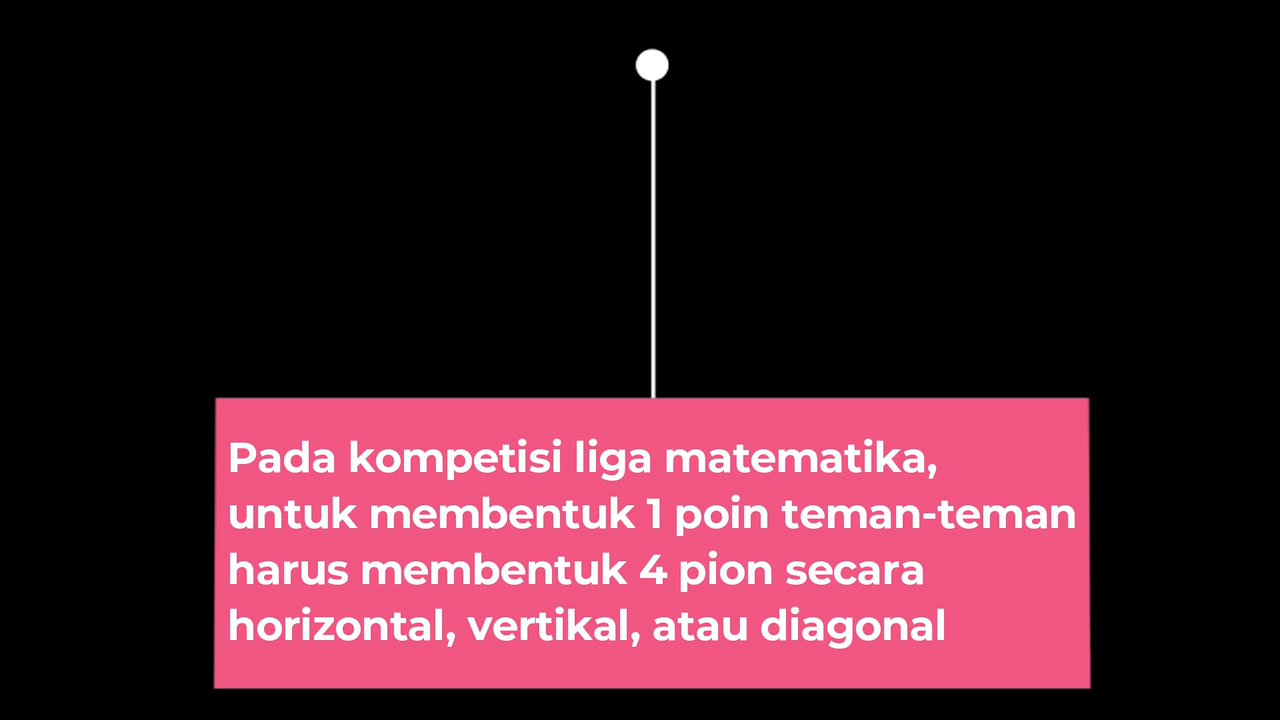 Pada kompetisi liga matematika,
untuk membentuk 1 poin teman-teman
harus membentuk 4 pion secara
horizontal, vertikal, atau diagonal